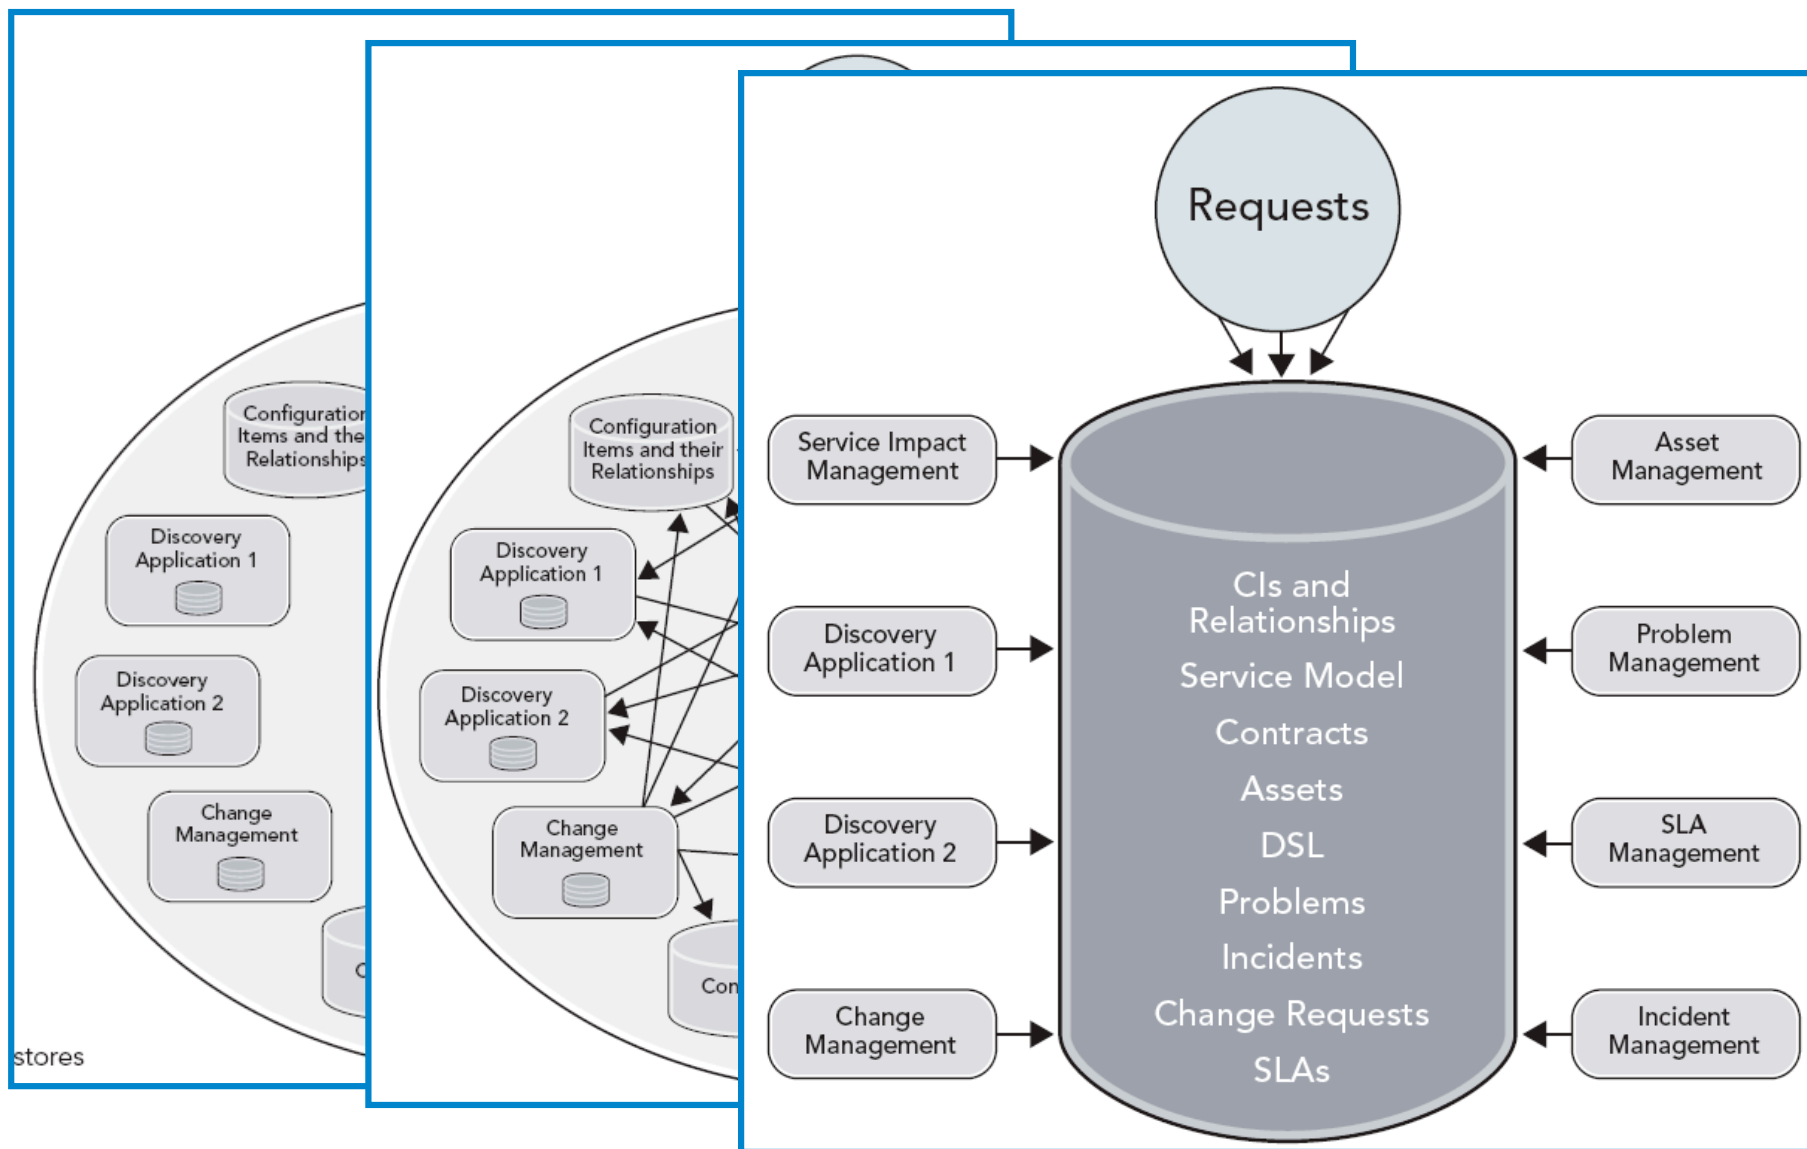 Configuration
Items and the
Relationships
Discovery
Application 1
Discovery
Application 2
Change
Management
C
stores
Configuration
Items and their
Relationships
Discovery
Application 1
Discovery
Application 2
Change
Management
Con
Requests
Service Impact
Management
Discovery
Application 1
Discovery
Application 2
Change
Management
CIs and
Relationships
Service Model
Contracts
Assets
DSL
Problems
Incidents
Change Requests
SLAs
Asset
Management
Problem
Management
SLA
Management
Incident
Management